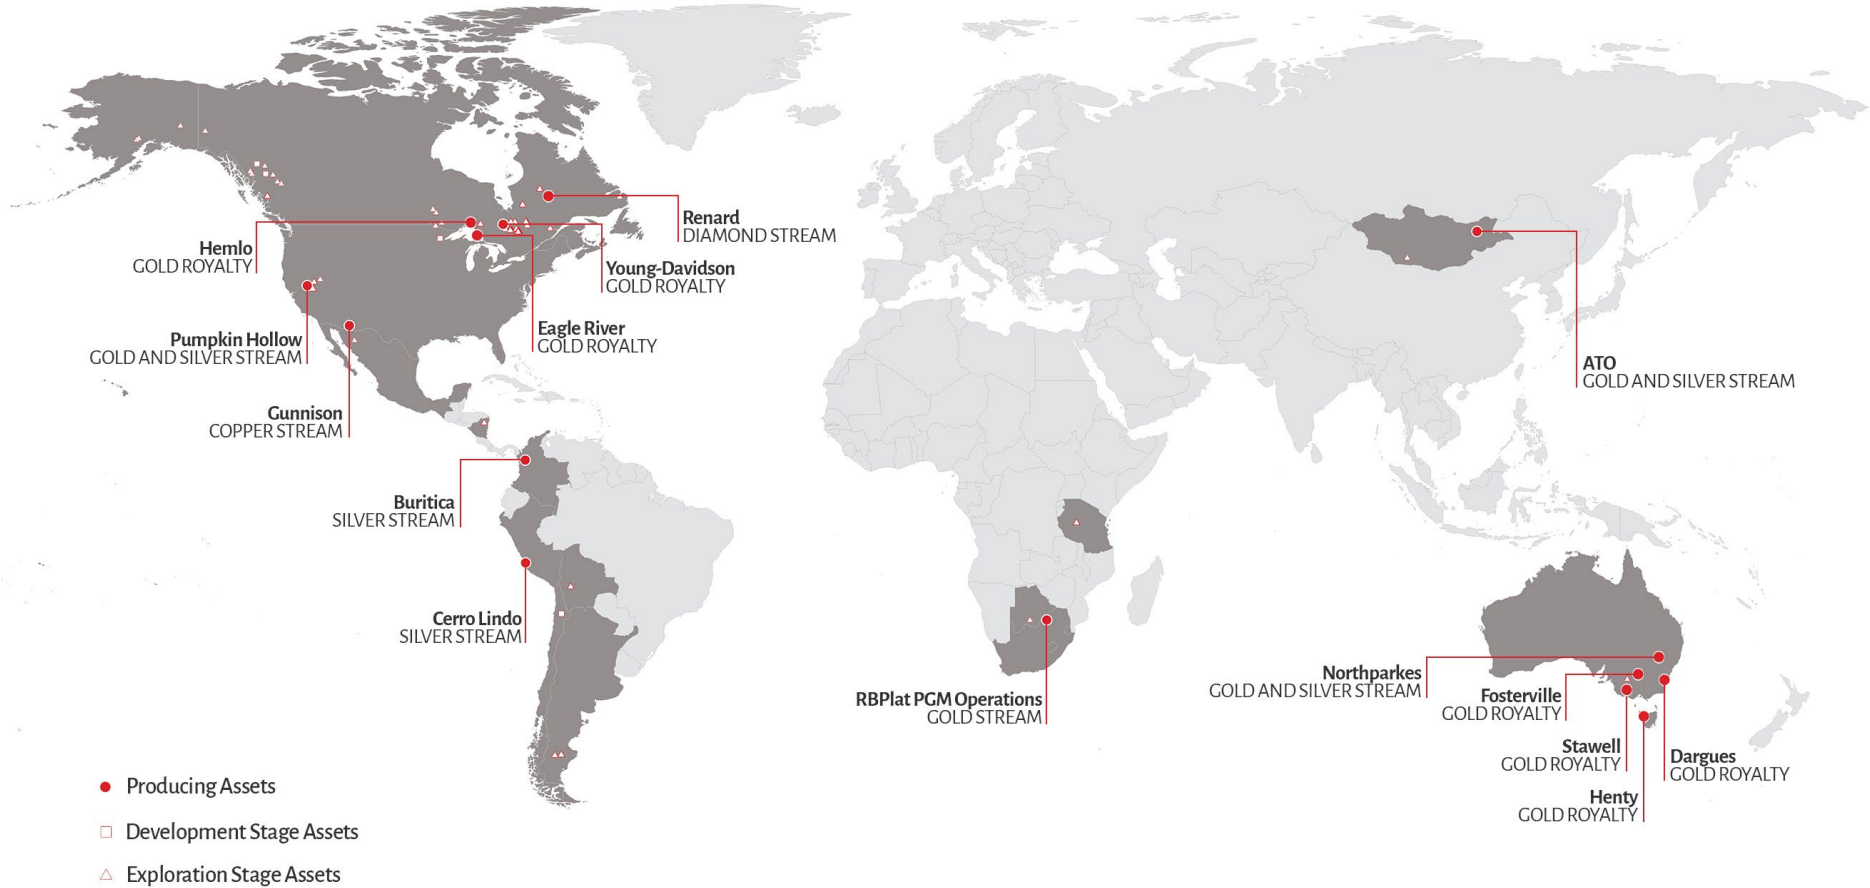 Renard
DIAMOND STREAM
Hemlo
GOLD ROYALTY
Young-Davidson
GOLD ROYALTY
Eagle River
GOLD ROYALTY
Pumpkin Hollow
GOLD AND SILVER STREAM
Gunnison
COPPER STREAM
ATO
GOLD AND SILVER STREAM
Buritica
SILVER STREAM
Cerro Lindo
SILVER STREAM
RBPlat PGM Operations
GOLD STREAM
Northparkes
GOLD AND SILVER STREAM
Fosterville
GOLD ROYALTY
Stawell
GOLD ROYALTY
Dargues
GOLD ROYALTY
Henty
GOLD ROYALTY
Producing Assets
Development Stage Assets
Exploration Stage Assets